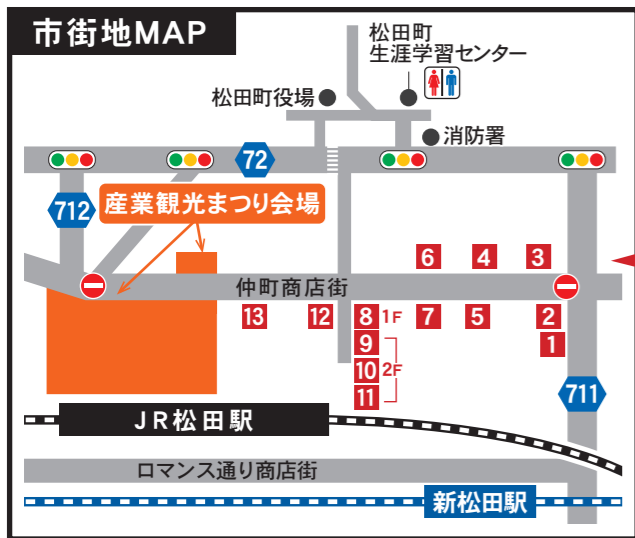 市街地MAP
松田町
生涯学習センター
松田町役場
消防署
72
712
産業観光まつり会場
6
4
3
仲町商店街
13
12
8
1F
7
5
2
9
1
10
2F
11
711
JR松田駅
ロマンス通り商店街
新松田駅